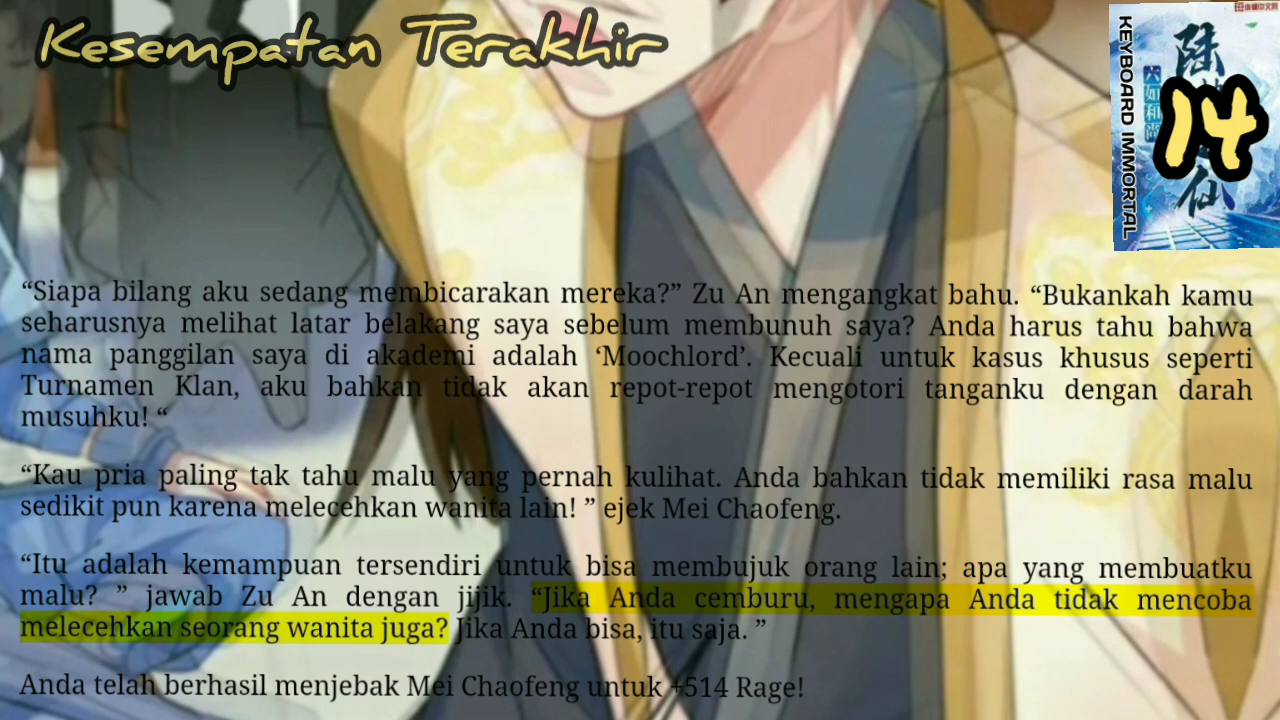 Kesempatan Terakhir
KEYBOARD IMMORTAL
14
“Siapa bilang aku sedang membicarakan mereka?” Zu An mengangkat bahu. “Bukankah kamu
seharusnya melihat latar belakang saya sebelum membunuh saya? Anda harus tahu bahwa
nama panggilan saya di akademi adalah ‘Moochlord’. Kecuali untuk kasus khusus seperti
Turnamen Klan, aku bahkan tidak akan repot-repot mengotori tanganku dengan darah
musuhku! “
“Kau pria paling tak tahu malu yang pernah kulihat. Anda bahkan tidak memiliki rasa malu
sedikit pun karena melecehkan wanita lain! ” ejek Mei Chaofeng.
“Itu adalah kemampuan tersendiri untuk bisa membujuk orang lain; apa yang membuatku
malu? ” jawab Zu An dengan jijik. “Jika Anda cemburu, mengapa Anda tidak mencoba
melecehkan seorang wanita juga? Jika Anda bisa, itu saja. ”
Anda telah berhasil menjebak Mei Chaofeng untuk +514 Rage!